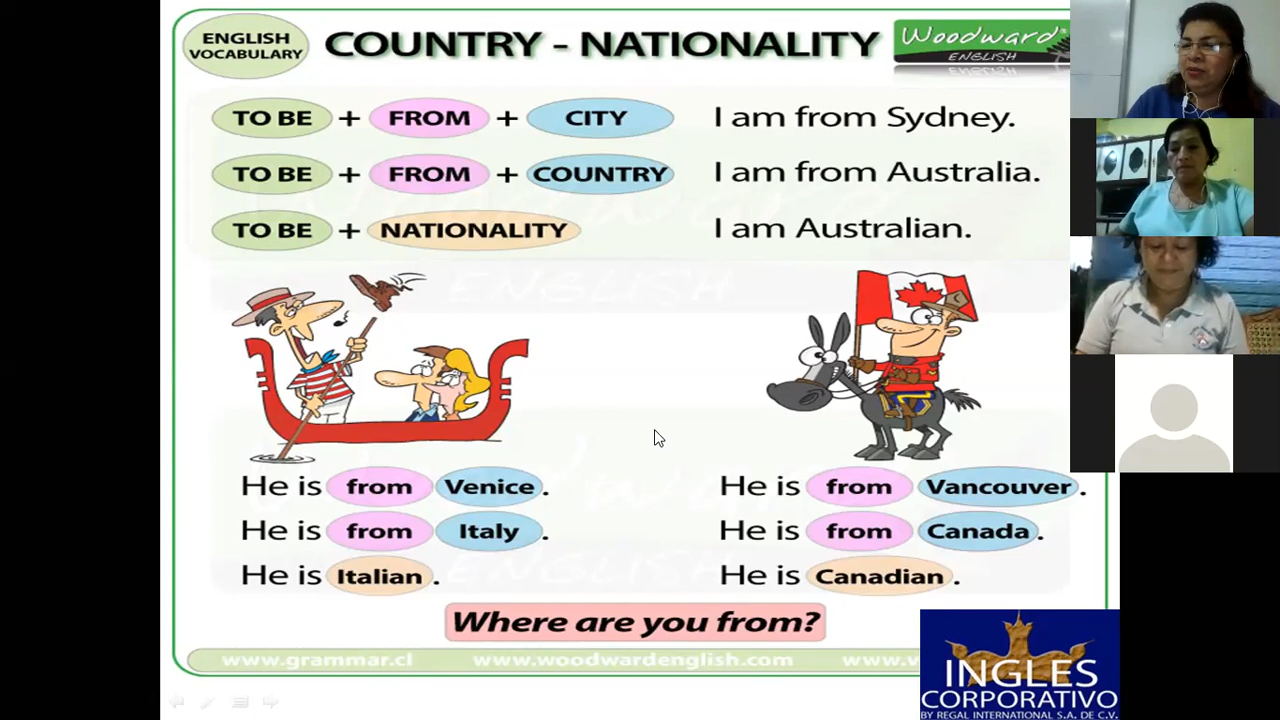 ENGLISH
VOCABULARY
COUNTRY - NATIONALITY
Woodward®
ENGLISH
TO BE + FROM + CITY I am from Sydney.
TO BE + FROM + COUNTRY I am from Australia.
TO BE + NATIONALITY I am Australian.
ENGLISH
He is from Venice. He is from Vancouver.
He is from Italy. He is from Canada.
He is Italian. He is Canadian.
Where are you from?
www.grammar.cl www.woodwardenglish.com
INGLES
CORPORATIVO
BY REGAL INTERNATIONAL S.A. DE C.V.